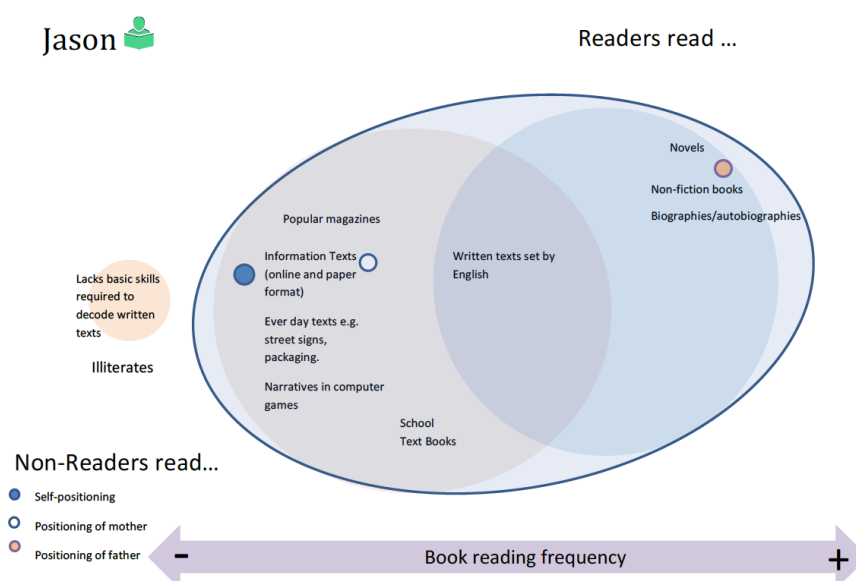 Jason
Readers read …
Novels
Non-fiction books
Biographies/autobiographies
Popular magazines
Information Texts
(online and paper
format)
Written texts set by
English
Lacks basic skills
required to
decode written
texts
Ever day texts e.g.
street signs,
packaging.
Illiterates
Narratives in computer
games
School
Text Books
Non-Readers read…
Self-positioning
Positioning of mother
Positioning of father
-
Book reading frequency
+